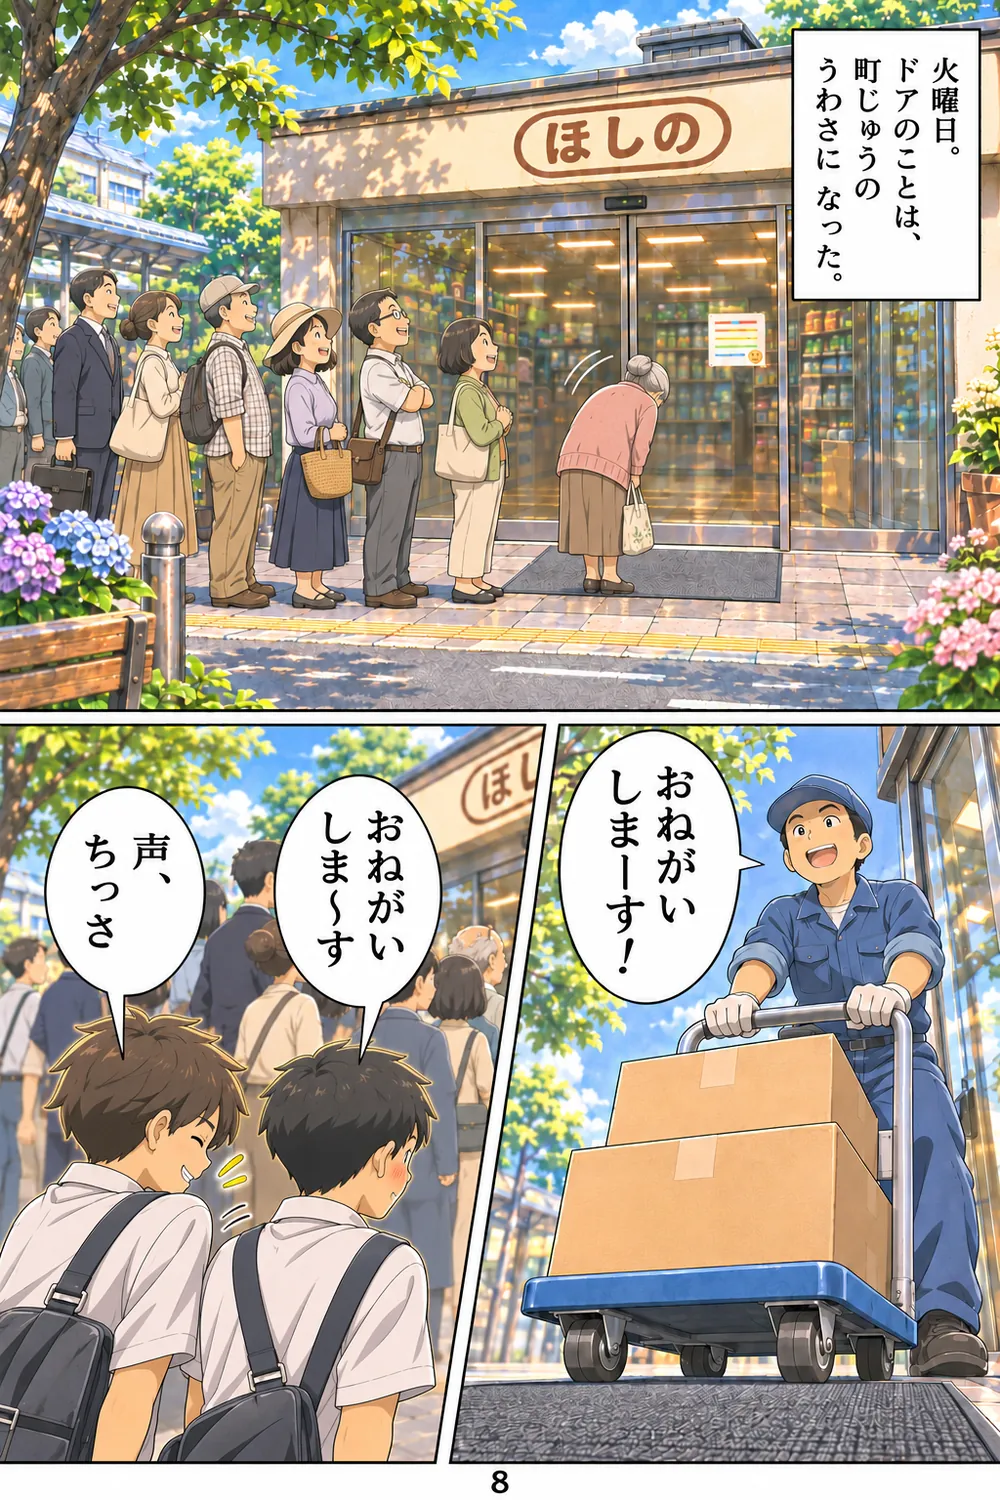 火曜日。
ドアのことは、
町じゅうの
うわさに なった。
ほしの
おねがい
しまーす！
ほし
おねがい
しま〜す
声、
ちっさ
8